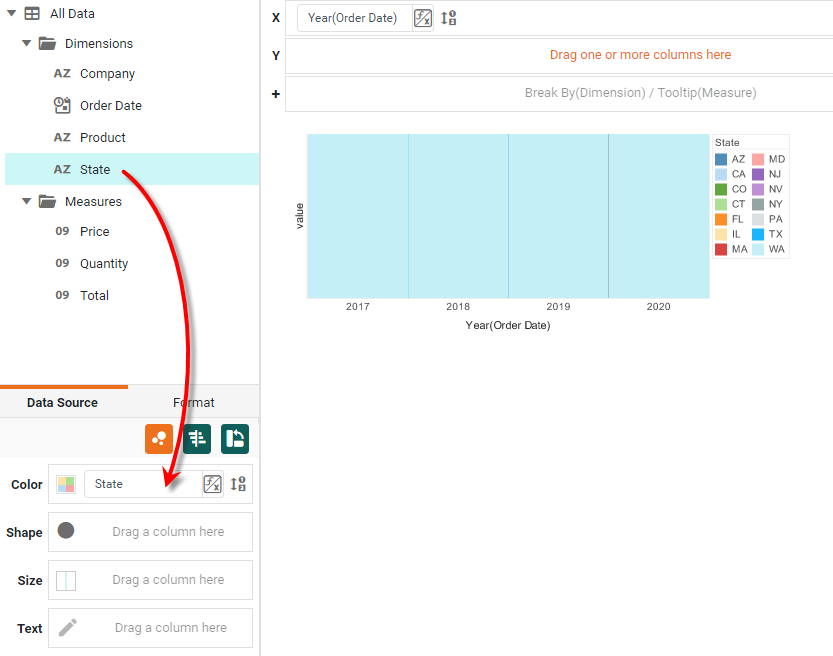 All Data
Dimensions
AZ Company
Order Date
AZ Product
AZ State
Measures
09 Price
09 Quantity
09 Total
Data Source Format
Color State
Shape Drag a column here
Size Drag a column here
Text Drag a column here
X Year(Order Date)
Y Drag one or more columns here
+ Break By(Dimension) / Tooltip(Measure)
value
2017 2018 2019 2020
Year(Order Date)
State
AZ MD
CA NJ
CO NV
CT NY
FL PA
IL TX
MA WA